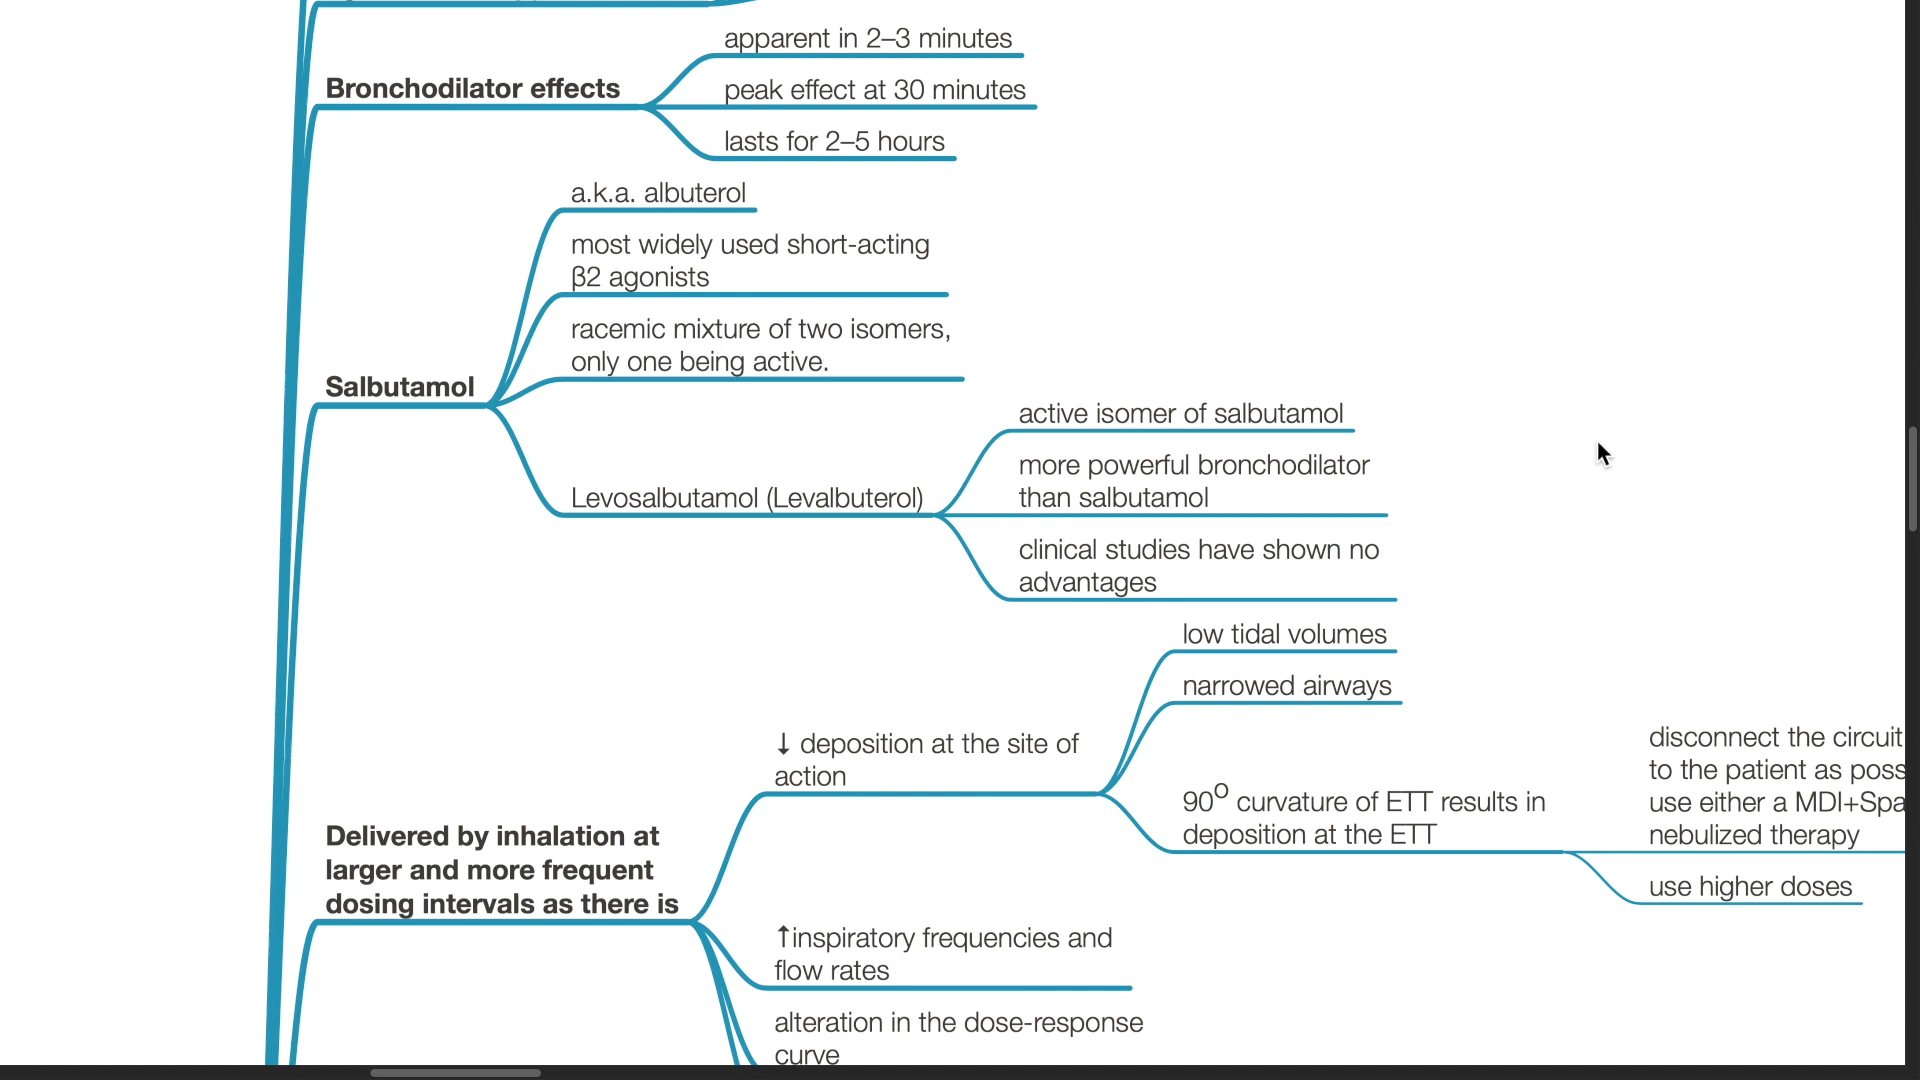 apparent in 2–3 minutes
Bronchodilator effects
peak effect at 30 minutes
lasts for 2–5 hours
a.k.a. albuterol
most widely used short-acting
β2 agonists
racemic mixture of two isomers,
only one being active.
Salbutamol
active isomer of salbutamol
more powerful bronchodilator
than salbutamol
Levosalbutamol (Levalbuterol)
clinical studies have shown no
advantages
low tidal volumes
narrowed airways
↓ deposition at the site of
action
90O curvature of ETT results in
deposition at the ETT
disconnect the circuit
to the patient as
use either a
nebulized therapy
use higher doses
Delivered by inhalation at
larger and more frequent
dosing intervals as there is
↑inspiratory frequencies and
flow rates
alteration in the dose-response
curve